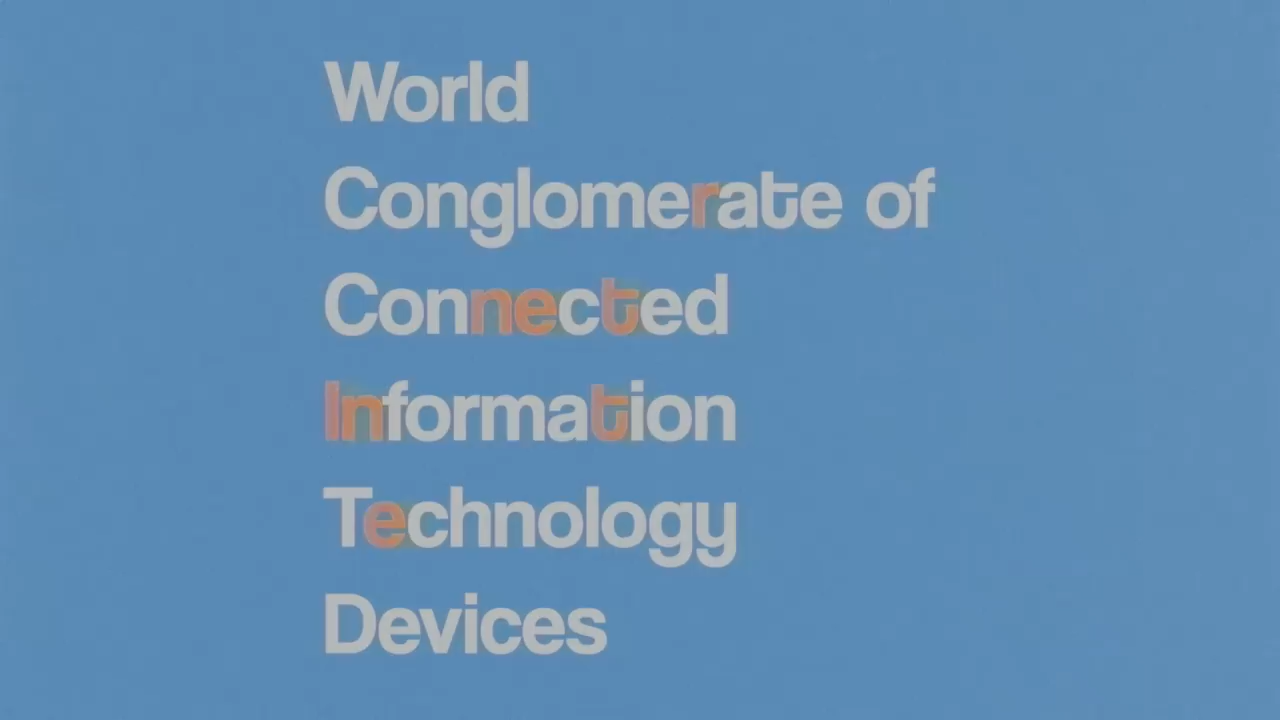 World
Conglomerate of
Connected
Information
Technology
Devices